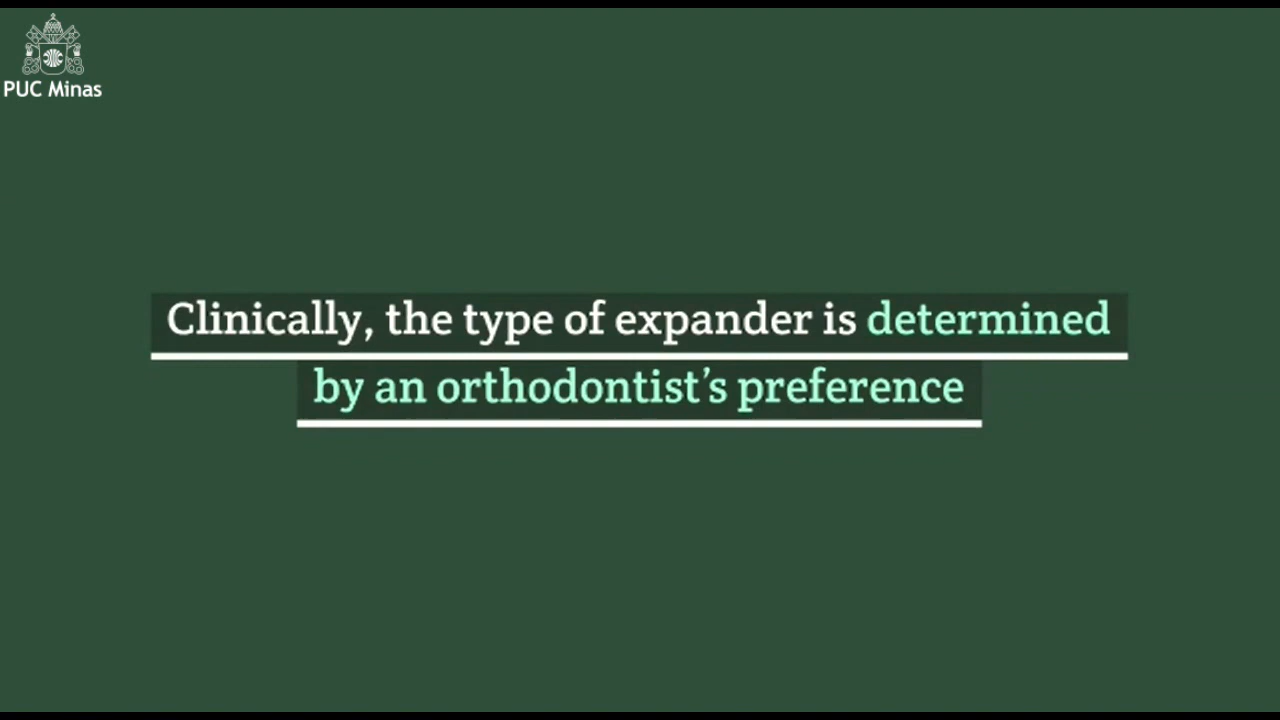 PUC Minas
Clinically, the type of expander is determined
by an orthodontist’s preference